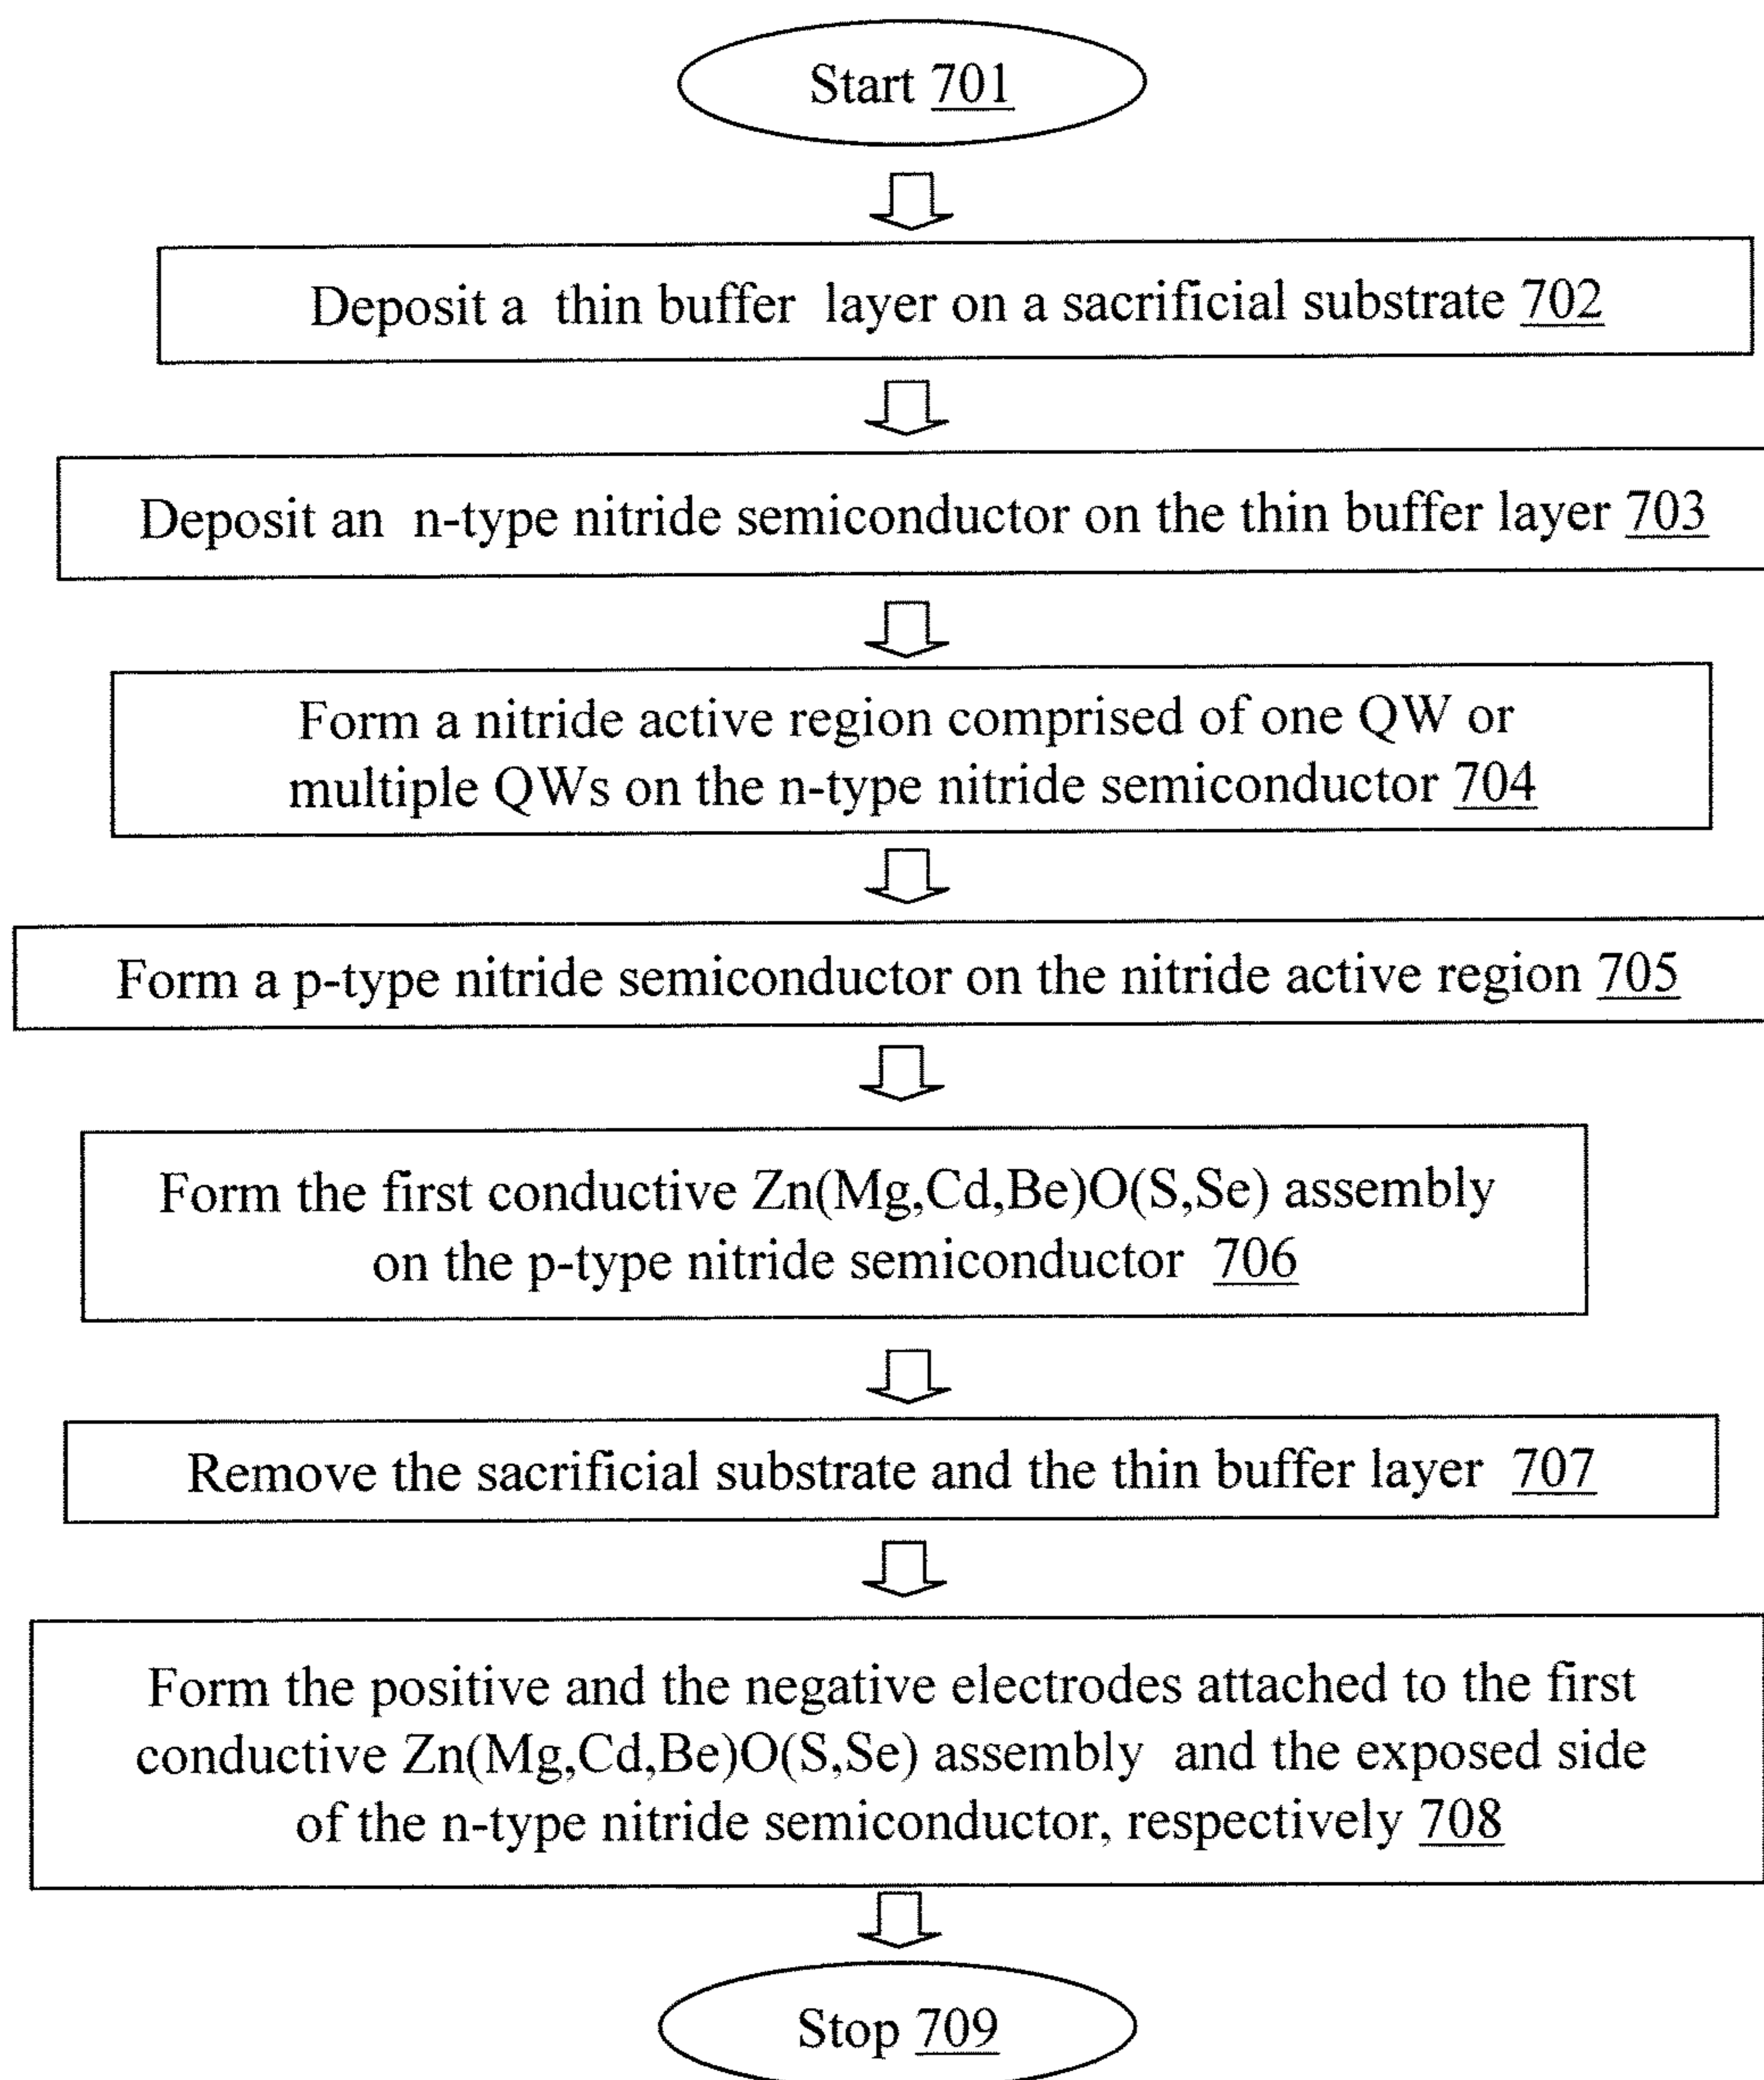 Start 701
Deposit a thin buffer layer on a sacrificial substrate 702
Deposit an n-type nitride semiconductor on the thin buffer layer 703
Form a nitride active region comprised of one QW or
multiple QWs on the n-type nitride semiconductor 704
Form a p-type nitride semiconductor on the nitride active region 705
Form the first conductive Zn(Mg,Cd,Be)O(S,Se) assembly
on the p-type nitride semiconductor 706
Remove the sacrificial substrate and the thin buffer layer 707
Form the positive and the negative electrodes attached to the first
conductive Zn(Mg,Cd,Be)O(S,Se) assembly and the exposed side
of the n-type nitride semiconductor, respectively 708
Stop 709